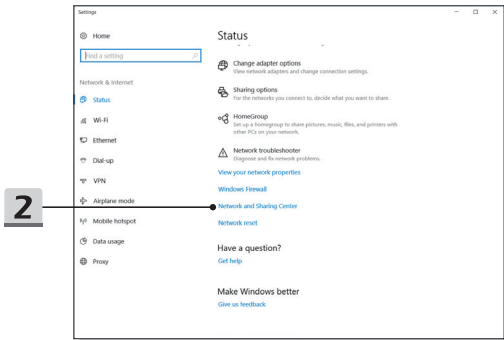 Settings
Home
Status
Find a setting
Network & Internet
Status
Wi-Fi
Ethernet
Dial-up
VPN
Airplane mode
Mobile hotspot
Data usage
Proxy
Change adapter options
View network adapters and change connection settings.
Sharing options
For the networks you connect to, decide what you want to share.
HomeGroup
Set up a homegroup to share pictures, music, files, and printers with
other PCs on your network.
Network troubleshooter
Diagnose and fix network problems.
View your network properties
Windows Firewall
Network and Sharing Center
Network reset
Have a question?
Get help
Make Windows better
Give us feedback
2